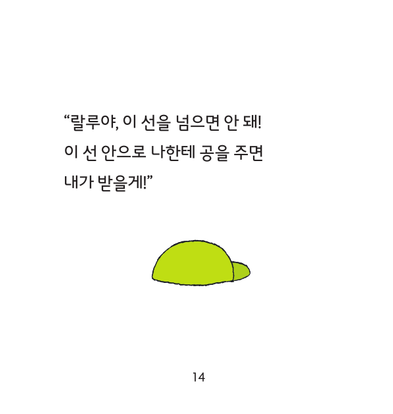 “랄루야, 이 선을 넘으면 안 돼!
이 선 안으로 나한테 공을 주면
내가 받을게!”
14